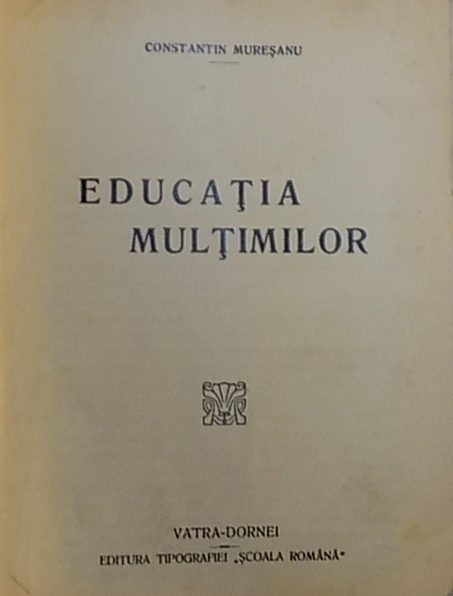 CONSTANTIN MUREŞANU
EDUCAŢIA
MULŢIMILOR
VATRA-DORNEI
EDITURA TIPOGRAFIEI „ŞCOALA ROMÂNĂ“